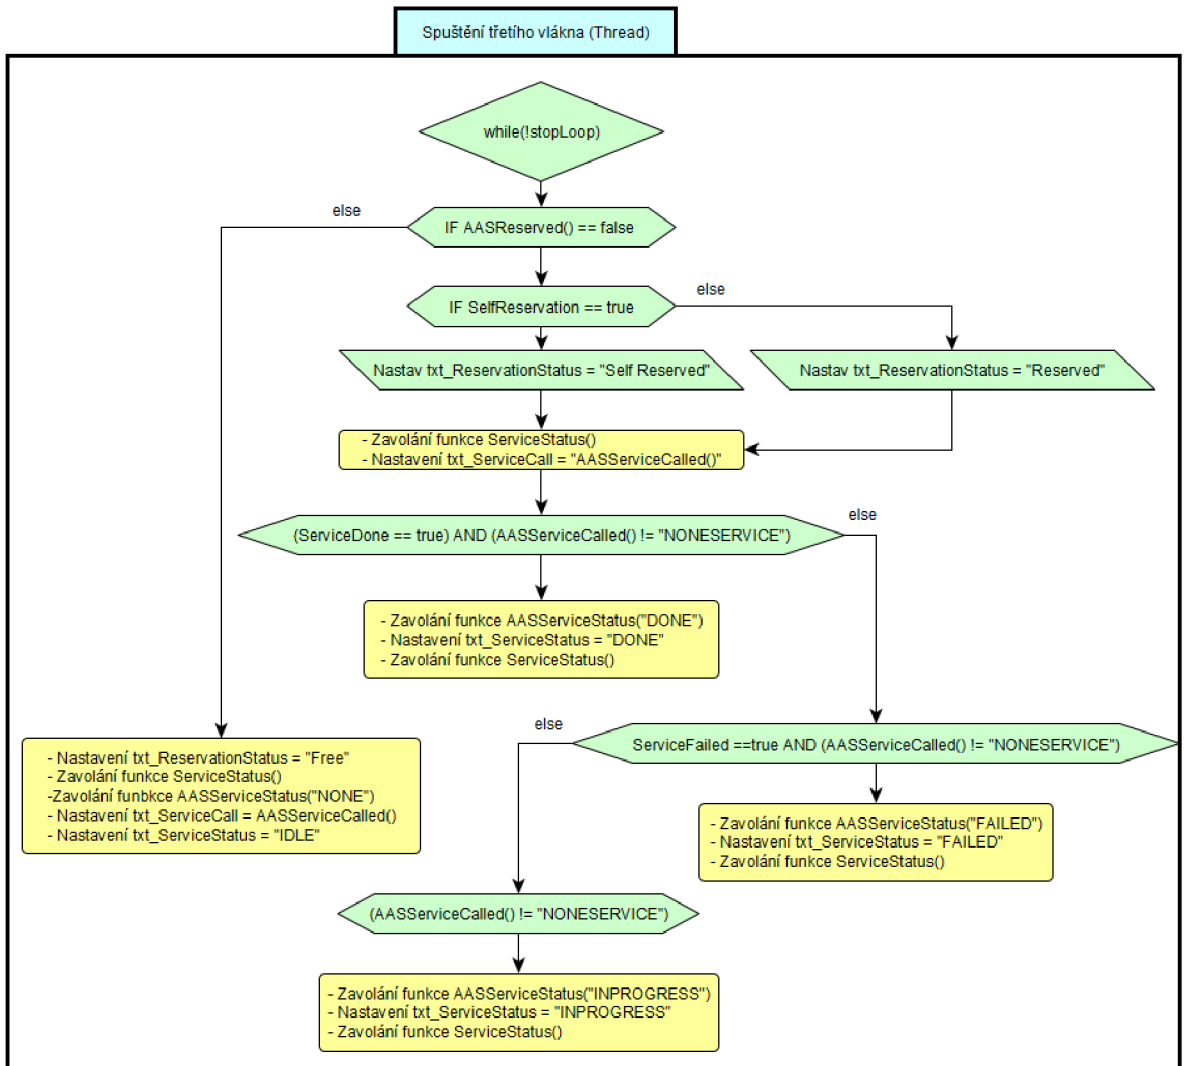 Spuštění třetího vlákna (Thread)
while(!stopLoop)
else
IF AASReserved() == false
IF SelfReservation == true
else
Nastav txt_ReservationStatus = "Self Reserved"
Nastav txt_ReservationStatus = "Reserved"
- Zavolání funkce ServiceStatus()
- Nastavení txt_ServiceCall = "AASServiceCalled()"
(ServiceDone == true) AND (AASServiceCalled() != "NONESERVICE")
else
- Zavolání funkce AASServiceStatus("DONE")
- Nastavení txt_ServiceStatus = "DONE"
- Zavolání funkce ServiceStatus()
else
ServiceFailed ==true AND (AASServiceCalled() != "NONESERVICE")
- Nastavení txt_ReservationStatus = "Free"
- Zavolání funkce ServiceStatus()
-Zavolání funbkce AASServiceStatus("NONE")
- Nastavení txt_ServiceCall = AASServiceCalled()
- Nastavení txt_ServiceStatus = "IDLE"
- Zavolání funkce AASServiceStatus("FAILED")
- Nastavení txt_ServiceStatus = "FAILED"
- Zavolání funkce ServiceStatus()
(AASServiceCalled() != "NONESERVICE")
- Zavolání funkce AASServiceStatus("INPROGRESS")
- Nastavení txt_ServiceStatus = "INPROGRESS"
- Zavolání funkce ServiceStatus()